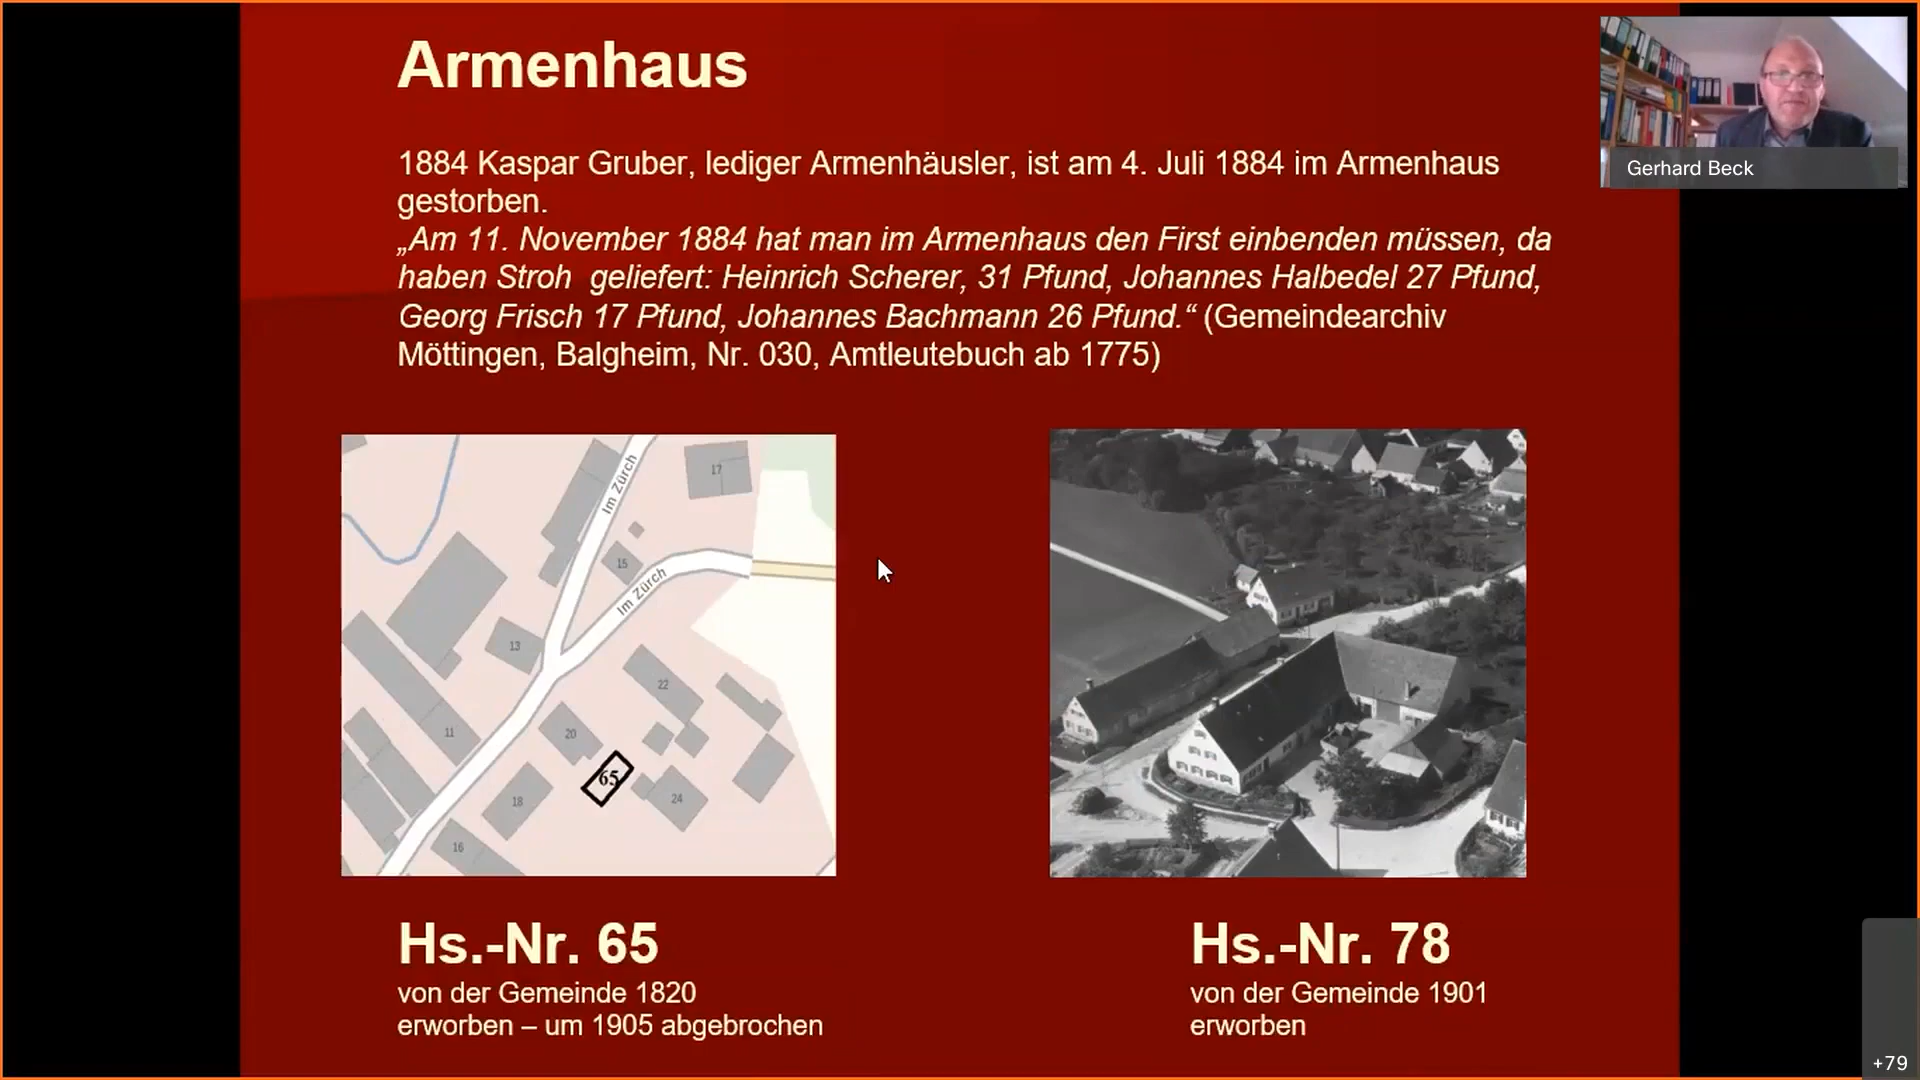 Armenhaus
1884 Kaspar Gruber, lediger Armenhäusler, ist am 4. Juli 1884 im Armenhaus
gestorben.
„Am 11. November 1884 hat man im Armenhaus den First einbenden müssen, da
haben Stroh geliefert: Heinrich Scherer, 31 Pfund, Johannes Halbedel 27 Pfund,
Georg Frisch 17 Pfund, Johannes Bachmann 26 Pfund.“ (Gemeindearchiv
Möttingen, Balgheim, Nr. 030, Amtleutebuch ab 1775)
Gerhard Beck
Im Zürch
17
15
Im Zürch
13
22
11
20
65
18
24
16
Hs.-Nr. 65
von der Gemeinde 1820
erworben – um 1905 abgebrochen
Hs.-Nr. 78
von der Gemeinde 1901
erworben
+79